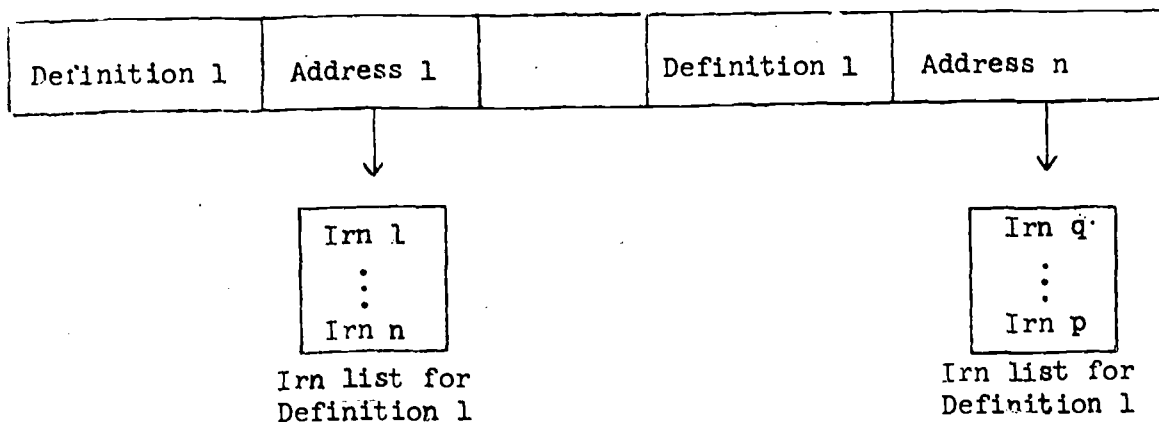 Definition 1 Address 1 Definition 1 Address n
Irn 1
Irn n
Irn list for
Definition 1
Irn q
Irn p
Irn list for
Definition 1